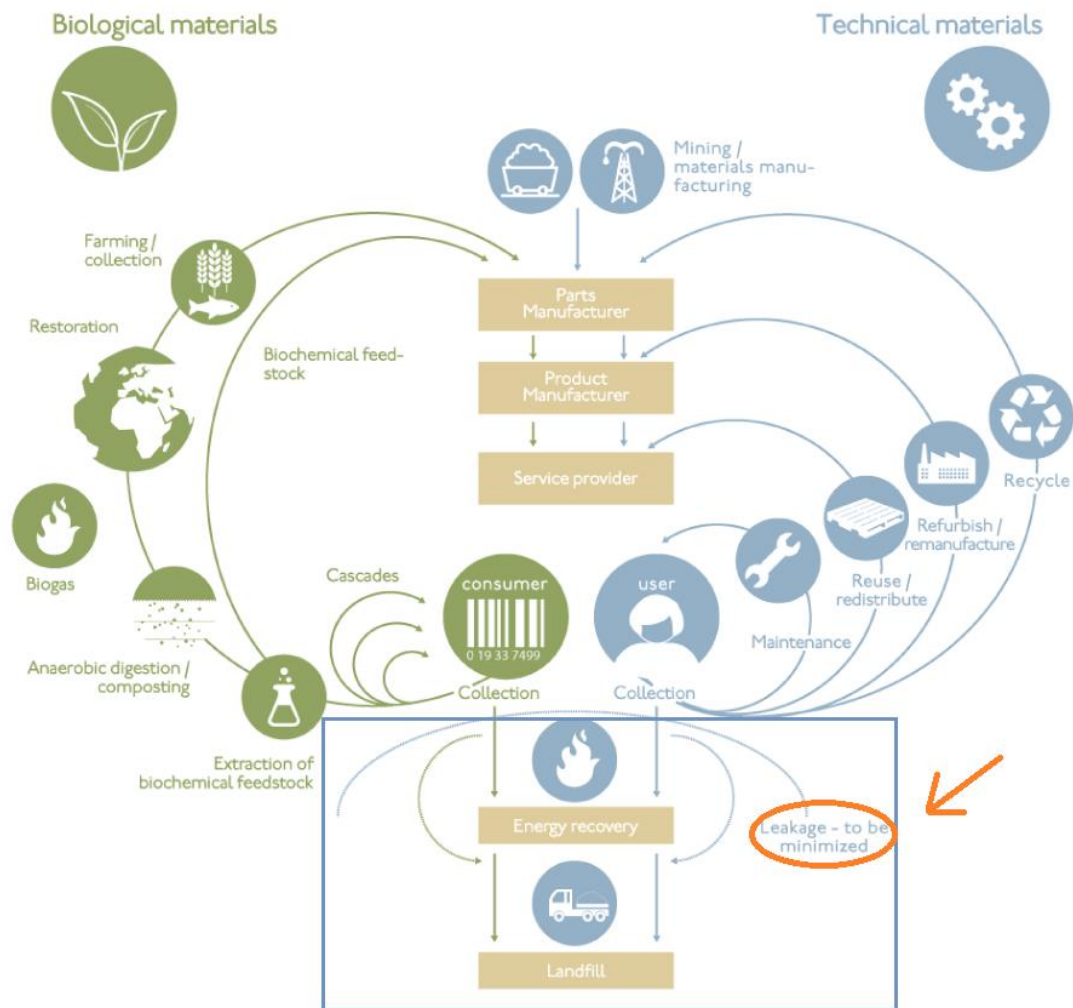 Biological materials
Technical materials
Mining /
materials manu-
facturing
Farming /
collection
Parts
Manufacturer
Restoration
Biochemical feed-
stock
Product
Manufacturer
Service provider
Recycle
Refurbish /
remanufacture
Biogas
Cascades
consumer
0 19 33 7499
user
Reuse /
redistribute
Maintenance
Anaerobic digestion /
composting
Collection
Collection
Extraction of
biochemical feedstock
Energy recovery
Leakage - to be
minimized
Landfill